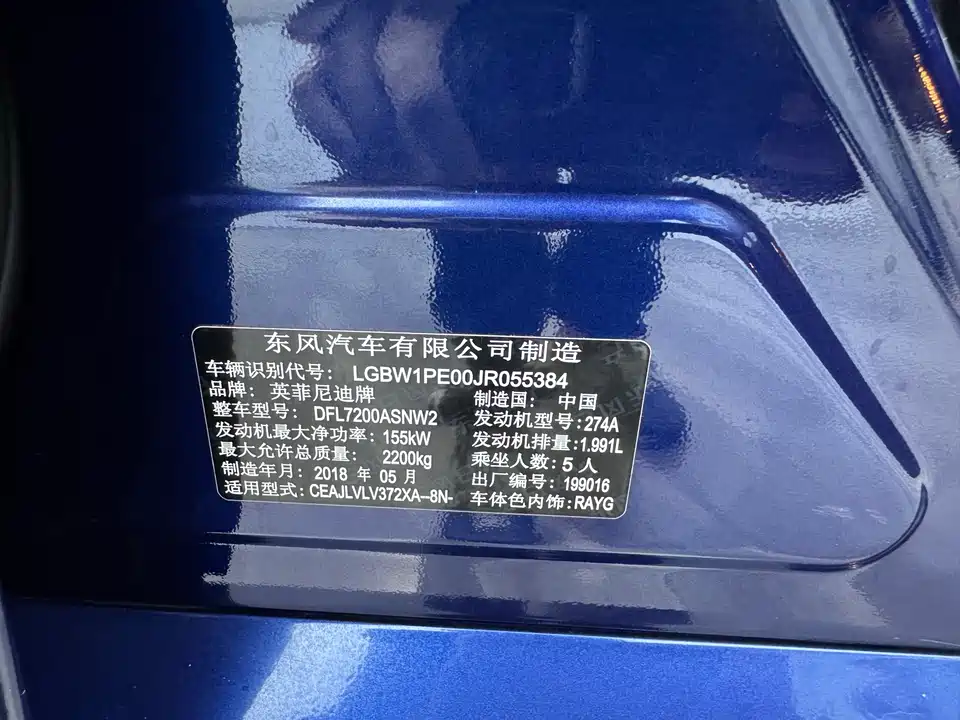 东风汽车有限公司制造
车辆识别代号: LGBW1PE00JR055384
品牌: 英菲尼迪牌 制造国: 中国
整车型号: DFL7200ASNW2 发动机型号:274A
发动机最大净功率: 155kW 发动机排量:1.991L
最大允许总质量: 2200kg 乘坐人数:5人
制造年月: 2018 年 05 月 出厂编号: 199016
适用型式: CEAJLVLV372XA-8N- 车体色内饰:RAYG